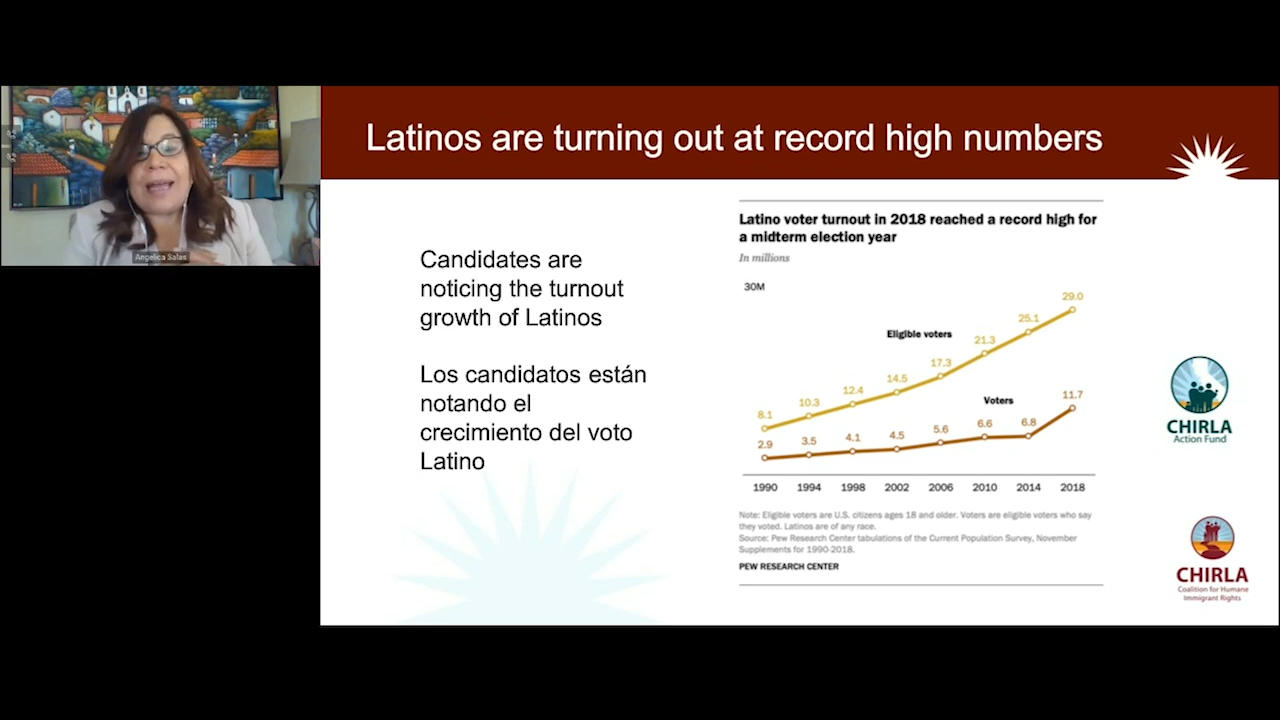 Latinos are turning out at record high numbers
Angelica Salas
Candidates are
noticing the turnout
growth of Latinos
Los candidatos están
notando el
crecimiento del voto
Latino
Latino voter turnout in 2018 reached a record high for
a midterm election year
In millions
30M
29.0
25.1
Eligible voters
21.3
17.3
14.5
12.4
10.3
8.1
Voters
11.7
6.8
6.6
5.6
4.5
4.1
3.5
2.9
1990 1994 1998 2002 2006 2010 2014 2018
Note: Eligible voters are U.S. citizens ages 18 and older. Voters are eligible voters who say
they voted. Latinos are of any race.
Source: Pew Research Center tabulations of the Current Population Survey, November
Supplements for 1990-2018.
PEW RESEARCH CENTER
CHIRLA
Action Fund
CHIRLA
Coalition for Humane
Immigrant Rights